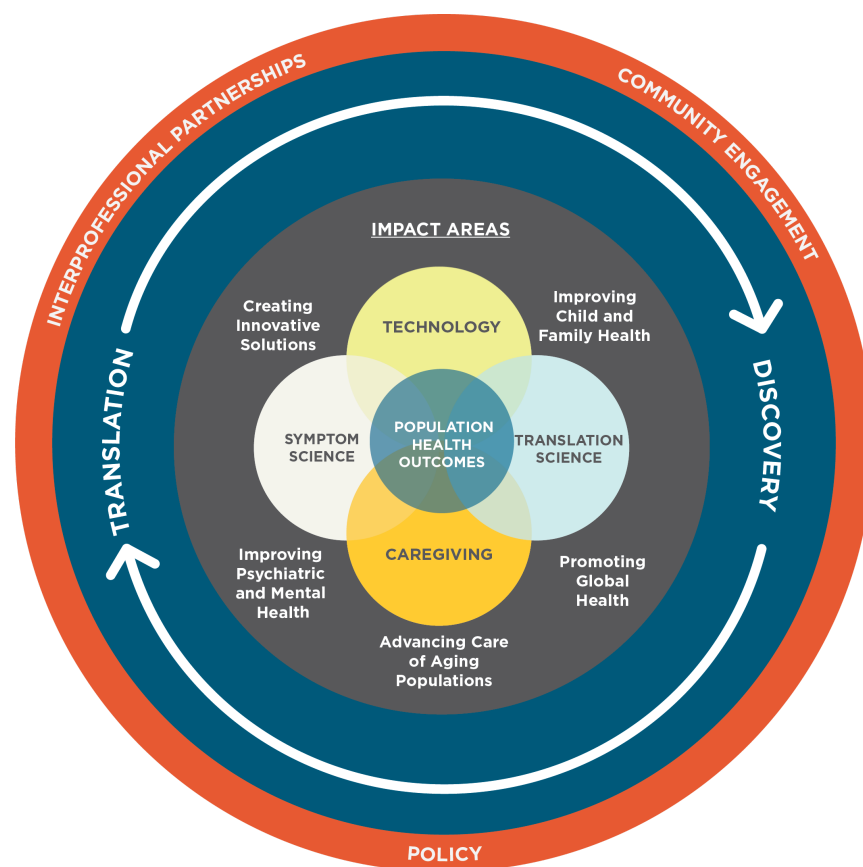 INTERPROFESSIONAL PARTNERSHIPS
COMMUNITY ENGAGEMENT
TRANSLATION
DISCOVERY
IMPACT AREAS
Creating
Innovative
Solutions
Improving
Child and
Family Health
TECHNOLOGY
SYMPTOM
SCIENCE
POPULATION
HEALTH
OUTCOMES
TRANSLATION
SCIENCE
CAREGIVING
Improving
Psychiatric
and Mental
Health
Promoting
Global
Health
Advancing Care
of Aging
Populations
POLICY